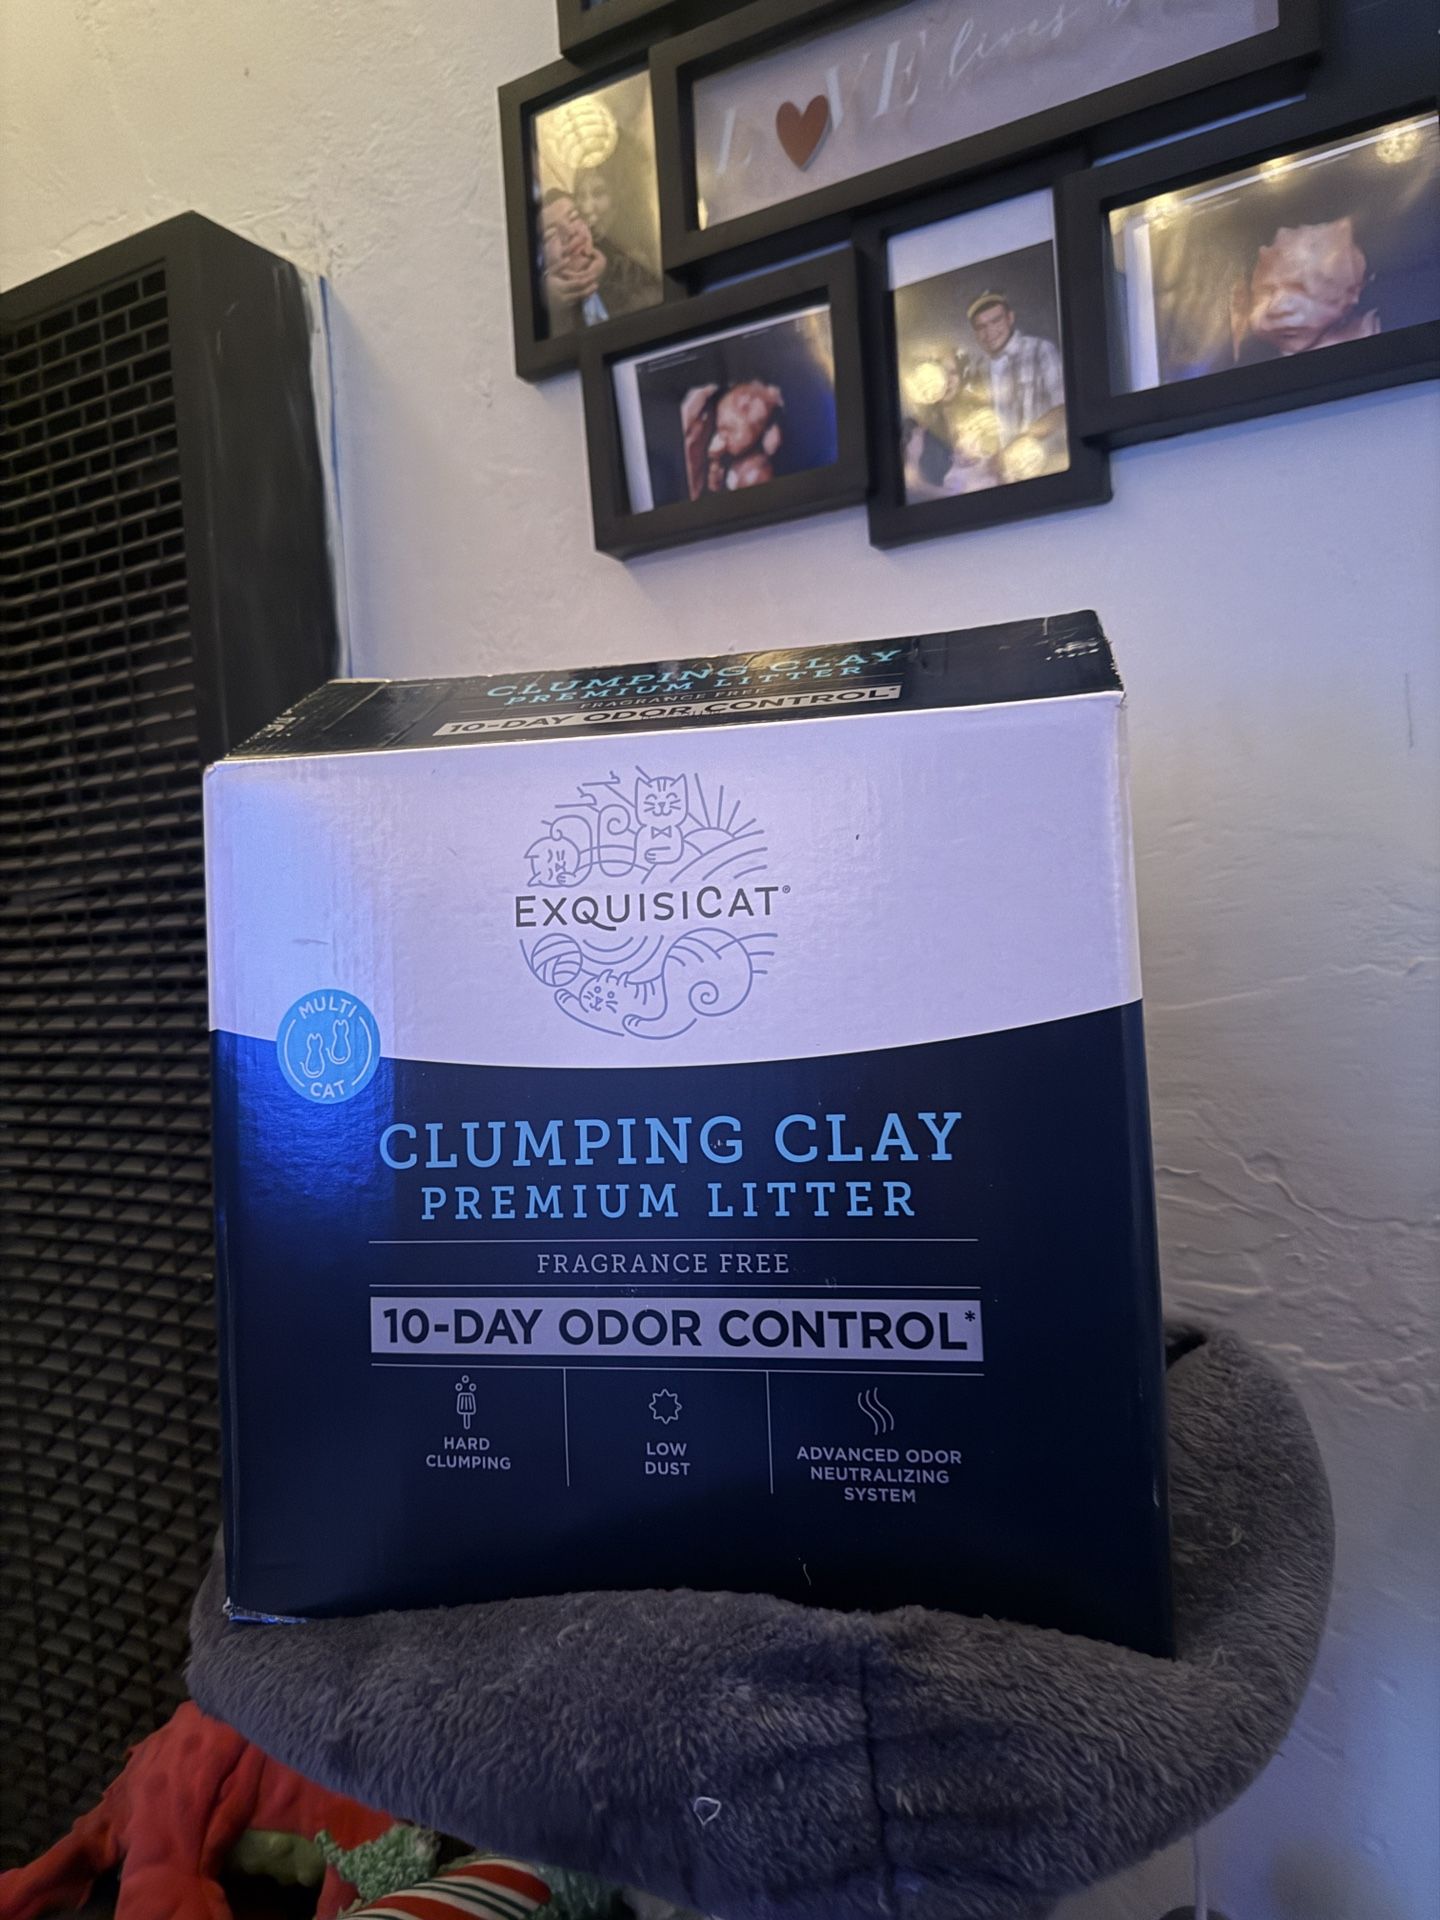 LOVE lives
CLUMPING CLAY
PREMIUM LITTER
FRAGRANCE FREE
10-DAY ODOR CONTROL*
EXQUISICAT®
MULTI
CAT
CLUMPING CLAY
PREMIUM LITTER
FRAGRANCE FREE
10-DAY ODOR CONTROL*
HARD
CLUMPING
LOW
DUST
ADVANCED ODOR
NEUTRALIZING
SYSTEM